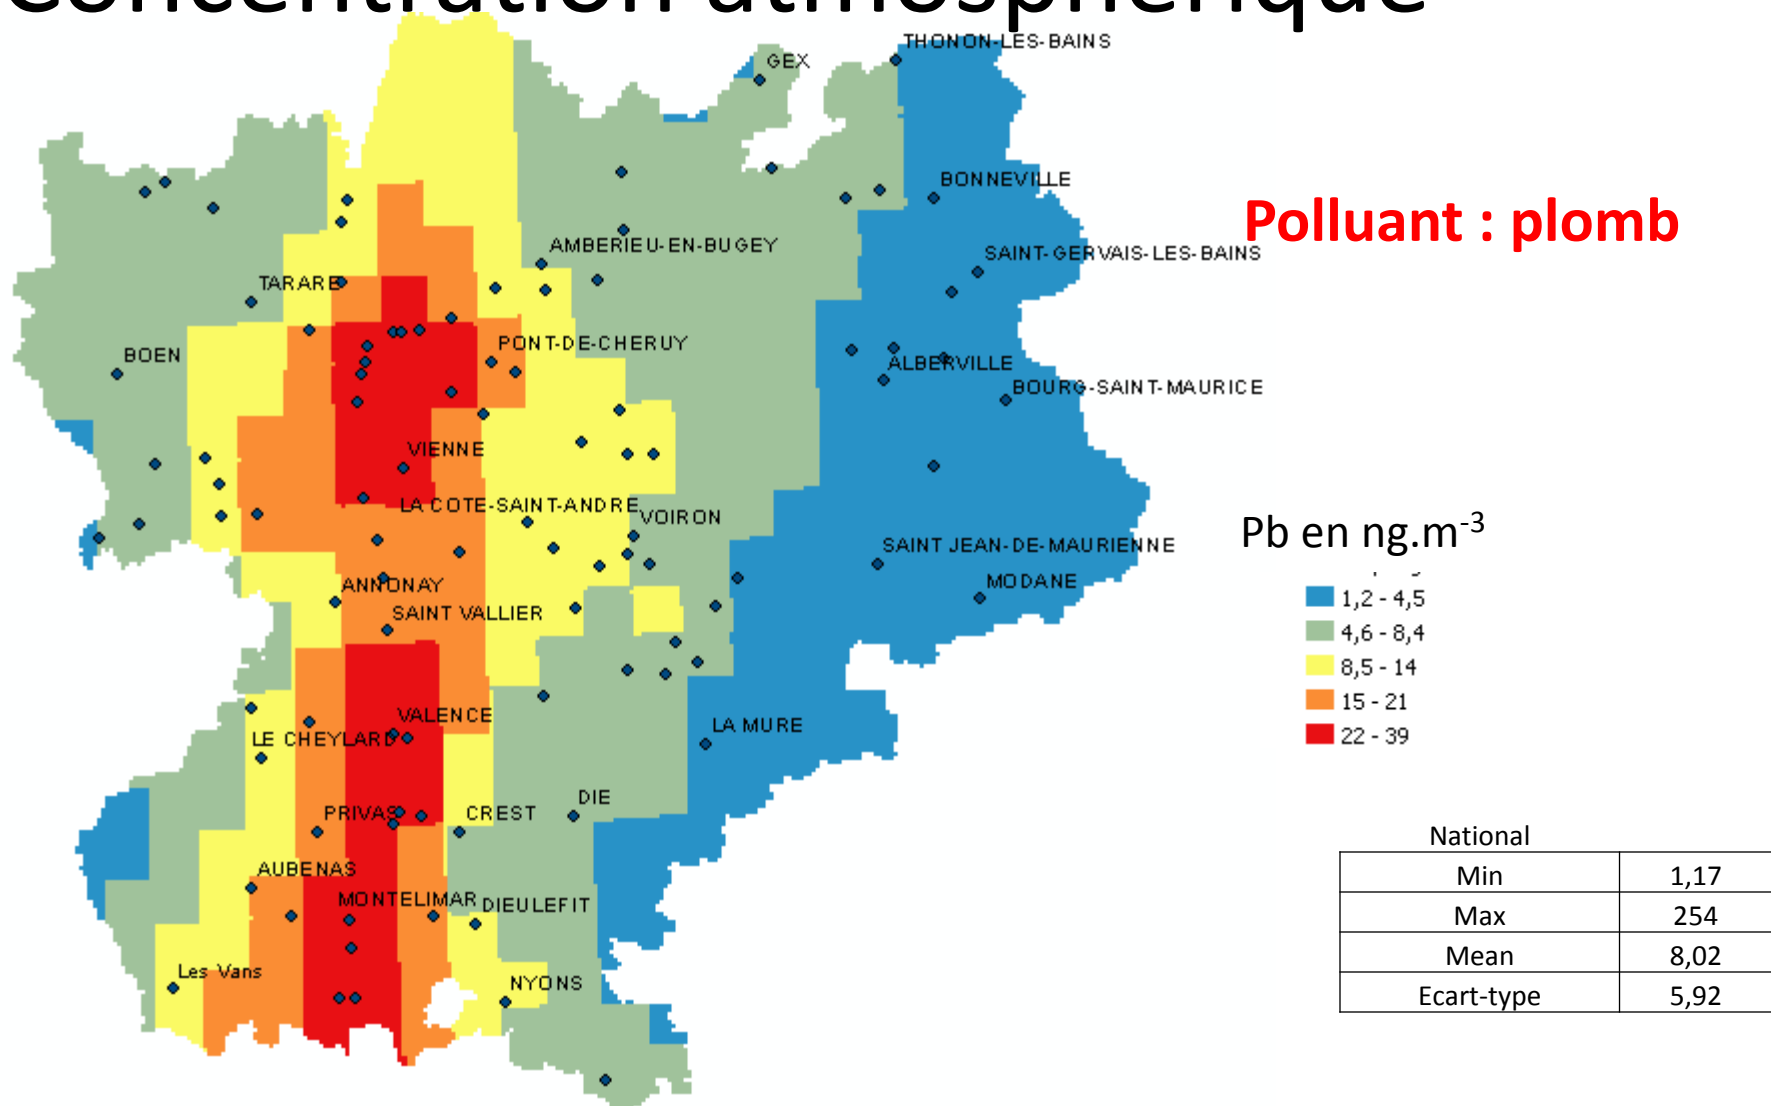 Concentration atmosphérique
THONON-LES-BAINS
GEX
BONNEVILLE
Polluant : plomb
AMBERIEU-EN-BUGEY
SAINT-GERVAIS-LES-BAINS
TARARE
PONT-DE-CHERUY
BOEN
ALBERVILLE
BOURG-SAINT-MAURICE
VIENNE
LA COTE-SAINT-ANDRE
VOIRON
Pb en ng.m-3
SAINT JEAN-DE-MAURIENNE
ANNONAY
MODANE
1,2 - 4,5
SAINT VALLIER
4,6 - 8,4
8,5 - 14
15 - 21
VALENCE
LA MURE
LE CHEYLARD
22 - 39
DIE
PRIVAS
CREST
National
AUBENAS
Min 1,17
MONTELIMAR
DIEULEFIT
Max 254
Mean 8,02
Les Vans
NYONS
Ecart-type 5,92